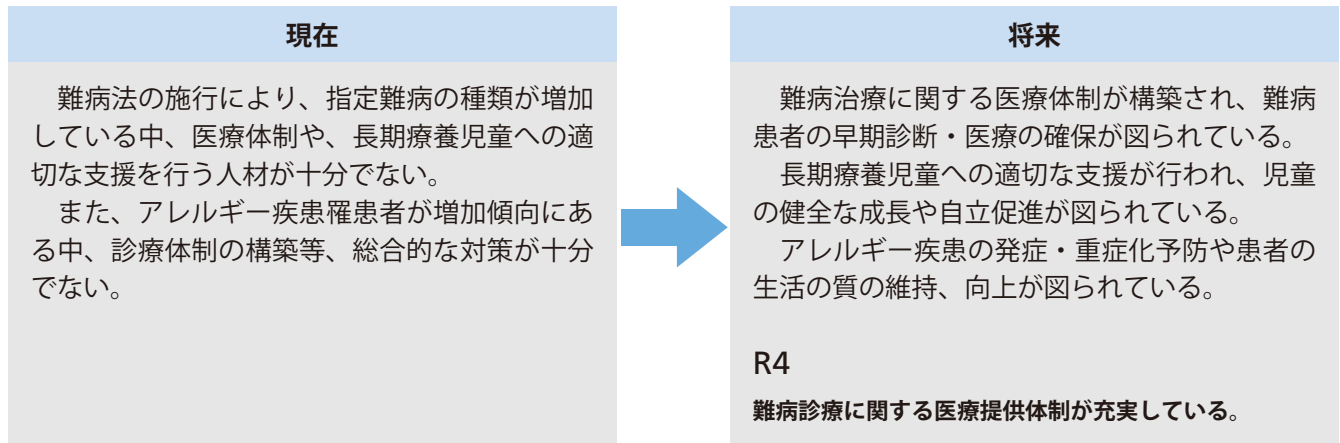 現在
　難病法の施行により、指定難病の種類が増加
している中、医療体制や、長期療養児童への適
切な支援を行う人材が十分でない。
　また、アレルギー疾患罹患者が増加傾向にあ
る中、診療体制の構築等、総合的な対策が十分
でない。
将来
　難病治療に関する医療体制が構築され、難病
患者の早期診断・医療の確保が図られている。
　長期療養児童への適切な支援が行われ、児童
の健全な成長や自立促進が図られている。
　アレルギー疾患の発症・重症化予防や患者の
生活の質の維持、向上が図られている。
R4
難病診療に関する医療提供体制が充実している。